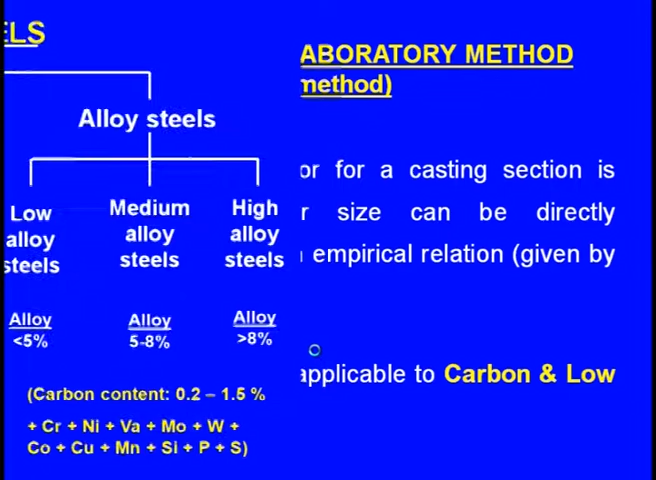 ELS
Alloy steels
Low
alloy
steels
Medium
alloy
steels
High
alloy
steels
Alloy
<5%
Alloy
5-8%
Alloy
>8%
(Carbon content: 0.2 – 1.5 %
+ Cr + Ni + Va + Mo + W +
Co + Cu + Mn + Si + P + S)
ABORATORY METHOD
method)
or for a casting section is
r size can be directly
empirical relation (given by
applicable to Carbon & Low